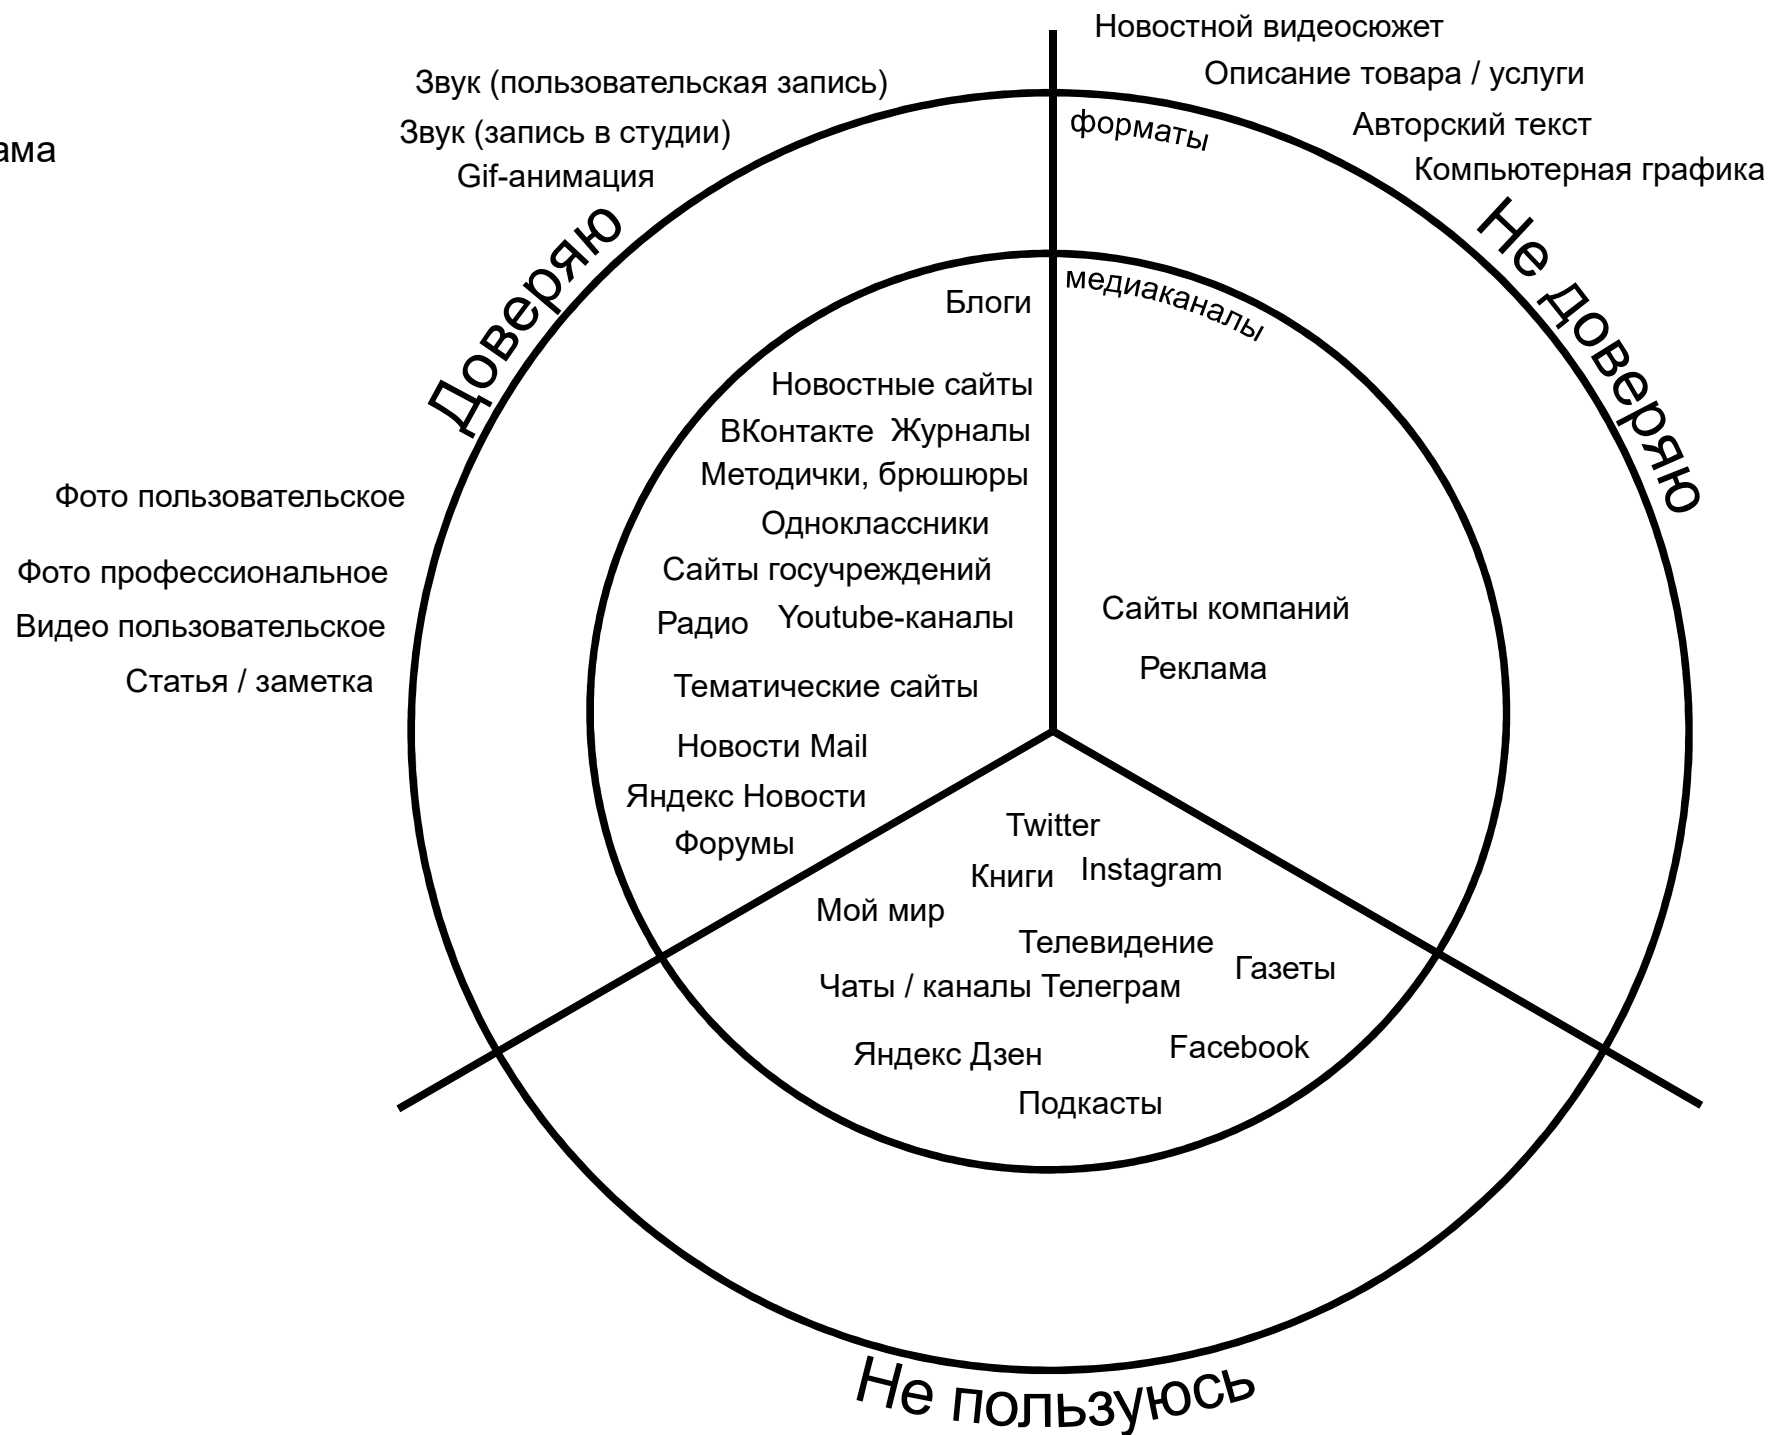 Новостной видеосюжет
Звук (пользовательская запись)
Описание товара / услуги
Звук (запись в студии)
форматы
Авторский текст
ама
Gif-анимация
Компьютерная графика
Доверяю
Не доверяю
медиаканалы
Блоги
Новостные сайты
ВКонтакте Журналы
Методички, брюшюры
Фото пользовательское
Одноклассники
Фото профессиональное
Сайты госучреждений
Сайты компаний
Видео пользовательское
Радио Youtube-каналы
Реклама
Статья / заметка
Тематические сайты
Новости Mail
Яндекс Новости
Форумы
Twitter
Книги Instagram
Мой мир
Телевидение
Газеты
Чаты / каналы Телеграм
Яндекс Дзен
Facebook
Подкасты
Не пользуюсь